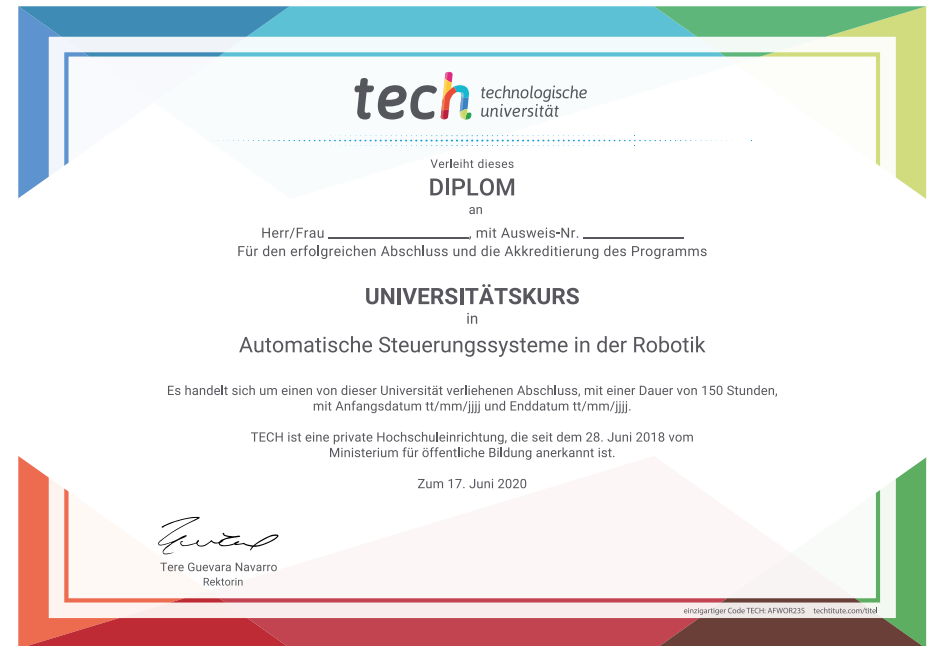 tech technologische
universität
Verleiht dieses
DIPLOM
an
Herr/Frau ____________________, mit Ausweis-Nr. ______________
Für den erfolgreichen Abschluss und die Akkreditierung des Programms
UNIVERSITÄTSKURS
in
Automatische Steuerungssysteme in der Robotik
Es handelt sich um einen von dieser Universität verliehenen Abschluss, mit einer Dauer von 150 Stunden,
mit Anfangsdatum tt/mm/jjjj und Enddatum tt/mm/jjjj.
TECH ist eine private Hochschuleinrichtung, die seit dem 28. Juni 2018 vom
Ministerium für öffentliche Bildung anerkannt ist.
Zum 17. Juni 2020
Tere Guevara Navarro
Rektorin
einzigartiger Code TECH: AFWOR23S techtitute.com/titel